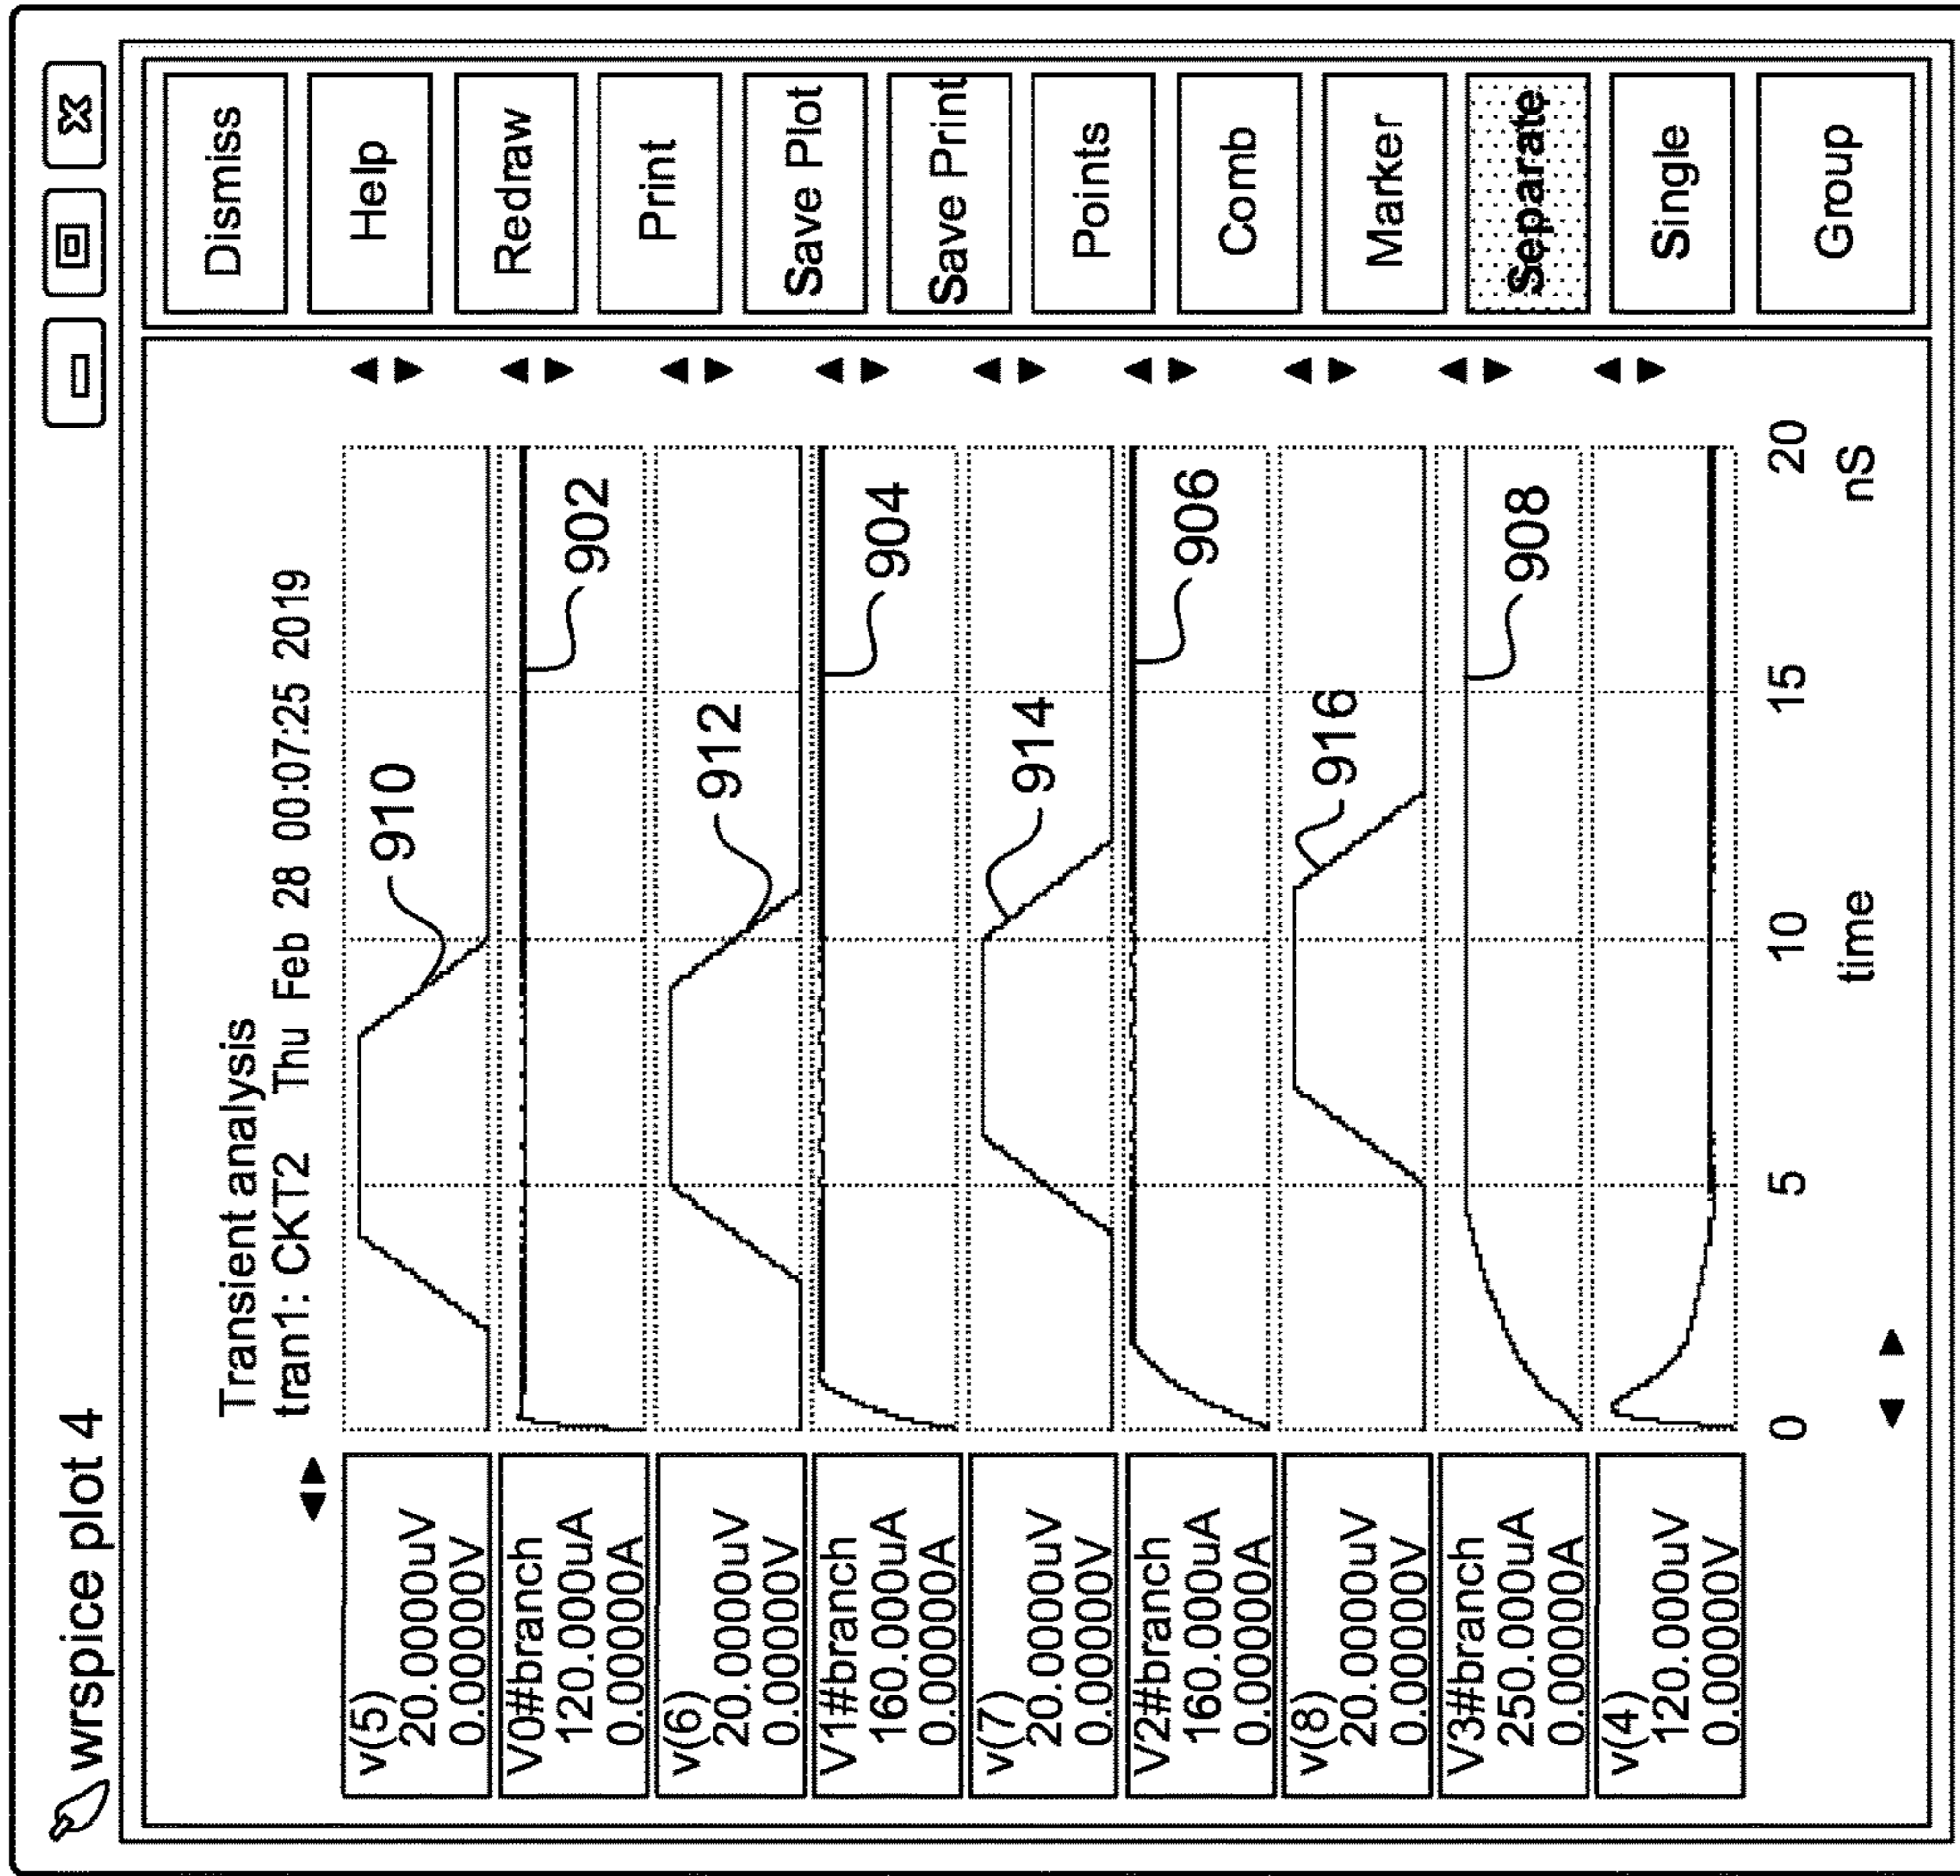 wrspice plot 4
Transient analysis
tran1: CKT2 Thu Feb 28 00:07:25 2019
v(5)
20.0000uV
0.00000V
910
V0#branch
120.000uA
0.00000A
902
v(6)
20.0000uV
0.00000V
912
V1#branch
160.000uA
0.00000A
904
v(7)
20.0000uV
0.00000V
914
V2#branch
160.000uA
0.00000A
906
v(8)
20.0000uV
0.00000V
916
V3#branch
250.000uA
0.00000A
908
v(4)
120.000uV
0.00000V
0 5 10 15 20
time nS
Dismiss
Help
Redraw
Print
Save Plot
Save Print
Points
Comb
Marker
Separate
Single
Group